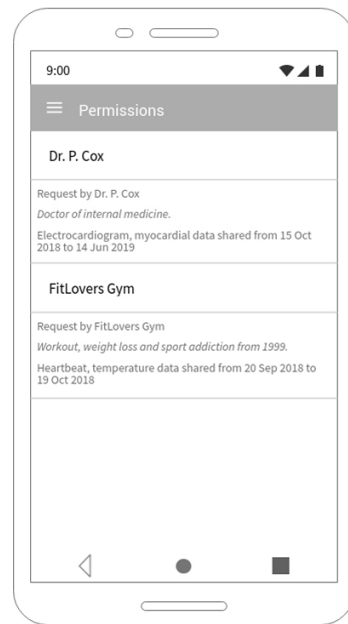 9:00
Permissions
Dr. P. Cox
Request by Dr. P. Cox
Doctor of internal medicine.
Electrocardiogram, myocardial data shared from 15 Oct
2018 to 14 Jun 2019
FitLovers Gym
Request by FitLovers Gym
Workout, weight loss and sport addiction from 1999.
Heartbeat, temperature data shared from 20 Sep 2018 to
19 Oct 2018